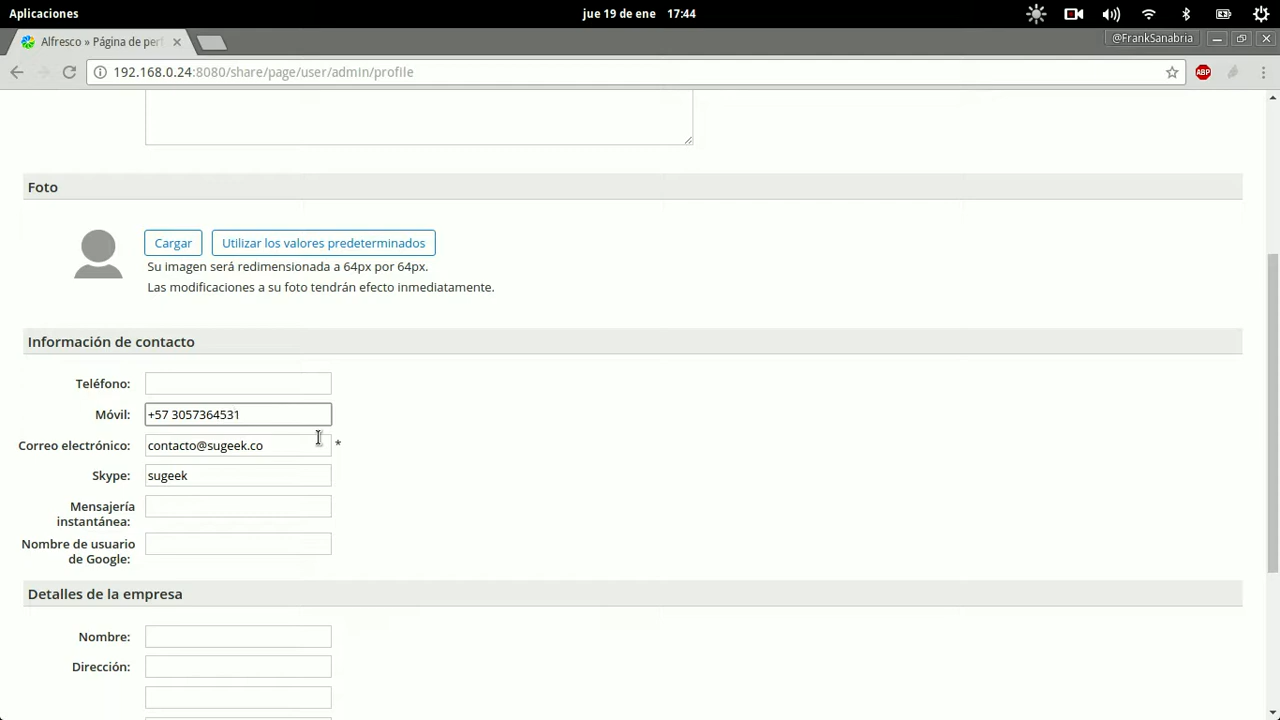 Aplicaciones
jue 19 de ene 17:44
Alfresco » Página de perf
@FrankSanabria
192.168.0.24:8080/share/page/user/admin/profile
ABP
Foto
Cargar
Utilizar los valores predeterminados
Su imagen será redimensionada a 64px por 64px.
Las modificaciones a su foto tendrán efecto inmediatamente.
Información de contacto
Teléfono:
Móvil: +57 3057364531
Correo electrónico: contacto@sugeek.co *
Skype: sugeek
Mensajería
instantánea:
Nombre de usuario
de Google:
Detalles de la empresa
Nombre:
Dirección: